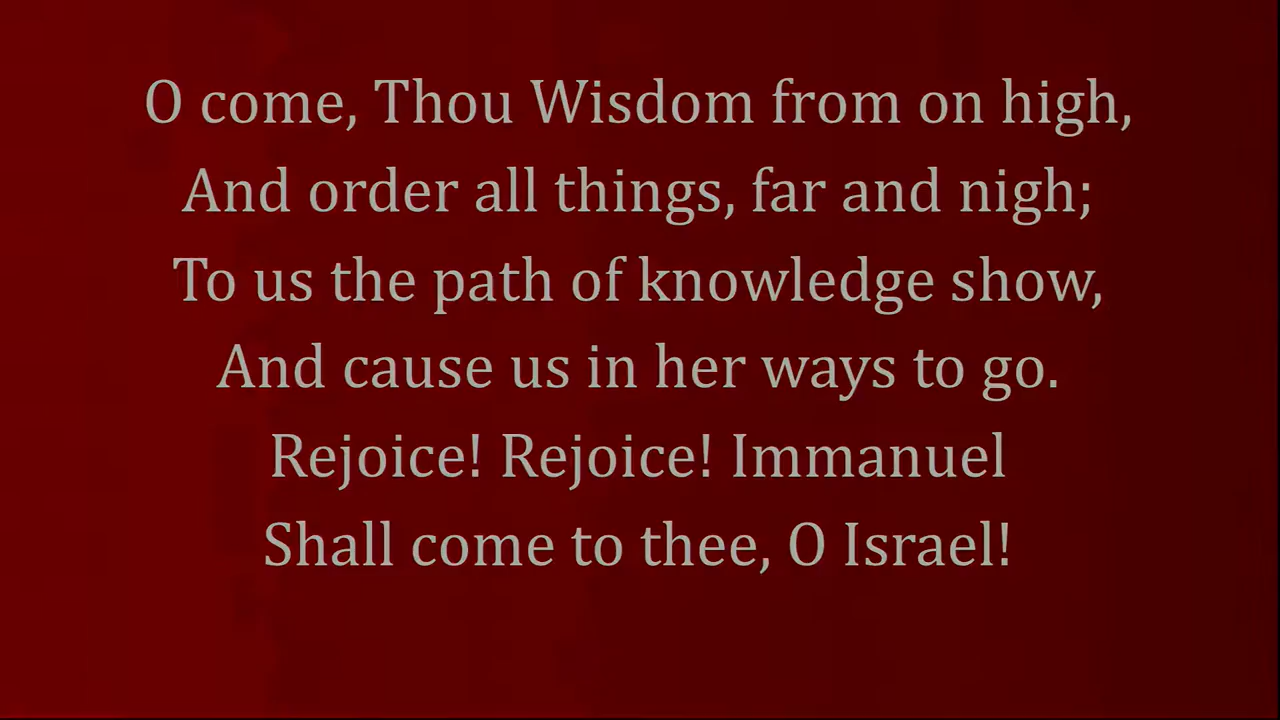 O come, Thou Wisdom from on high,
And order all things, far and nigh;
To us the path of knowledge show,
And cause us in her ways to go.
Rejoice! Rejoice! Immanuel
Shall come to thee, O Israel!